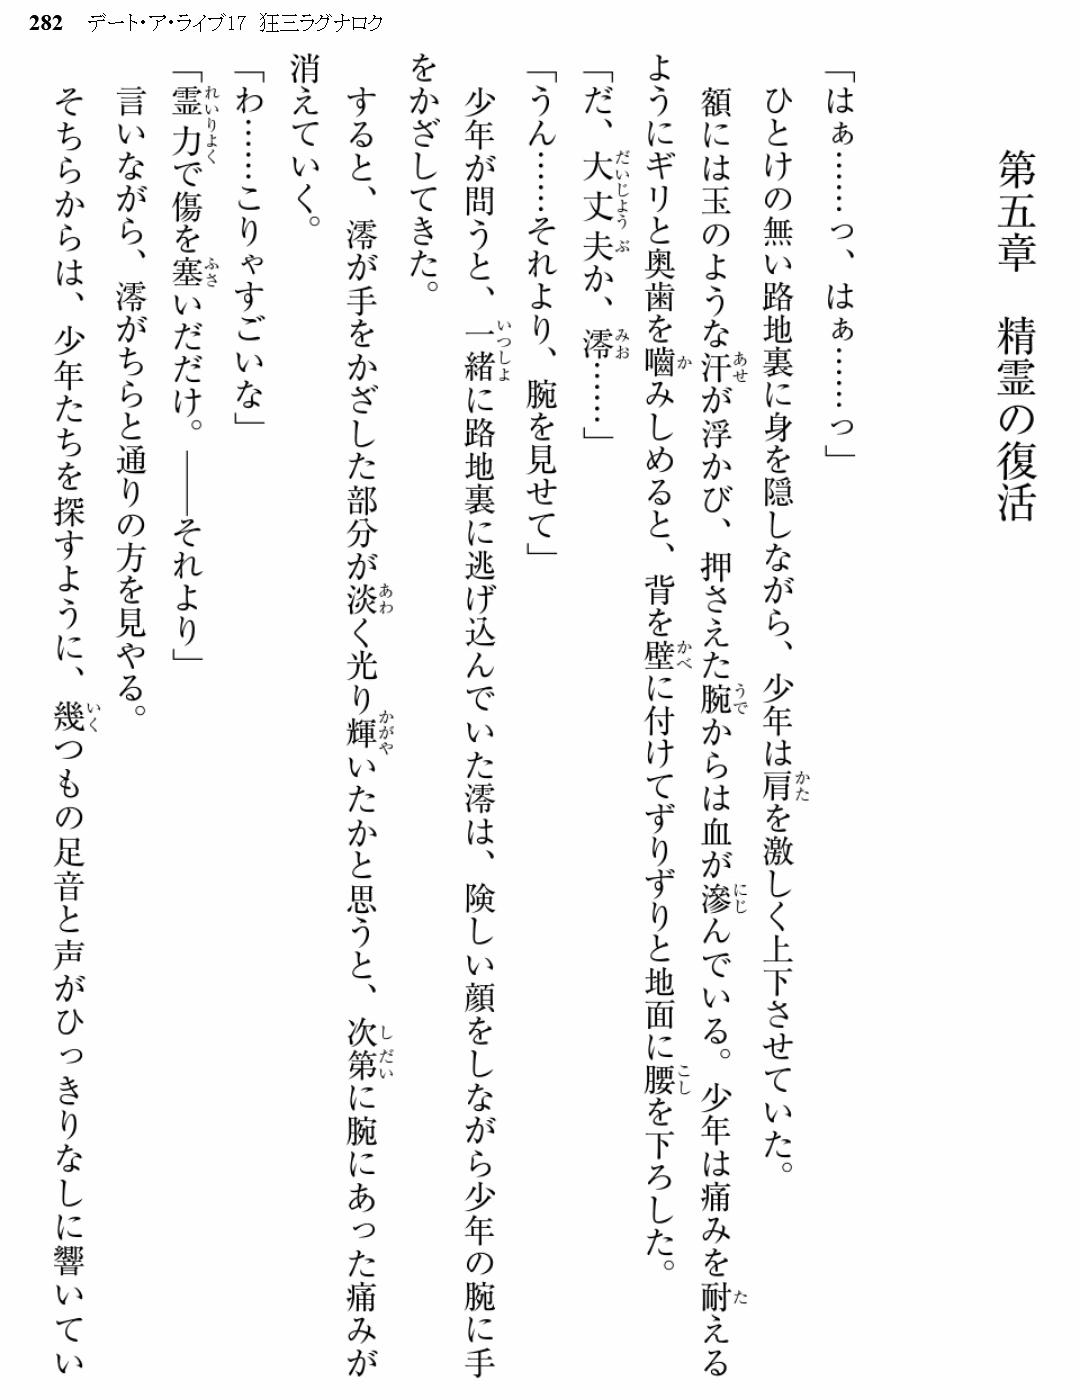 282 デート・ア・ライブ17 狂三ラグナロク
第五章 精霊の復活
「はぁ……っ、はぁ……っ」
ひとけの無い路地裏に身を隠しながら、少年は肩を激しく上下させていた。
額には玉のような汗が浮かび、押さえた腕からは血が滲んでいる。少年は痛みを耐える
ようにギリと奥歯を嚙みしめると、背を壁に付けてずりずりと地面に腰を下ろした。
「だ、大丈夫か、澪……」
「うん……それより、腕を見せて」
少年が問うと、一緒に路地裏に逃げ込んでいた澪は、険しい顔をしながら少年の腕に手
をかざしてきた。
すると、澪が手をかざした部分が淡く光り輝いたかと思うと、次第に腕にあった痛みが
消えていく。
「わ……こりゃすごいな」
「霊力で傷を塞いだだけ。――それより」
言いながら、澪がちらと通りの方を見やる。
そちらからは、少年たちを探すように、幾つもの足音と声がひっきりなしに響いてい